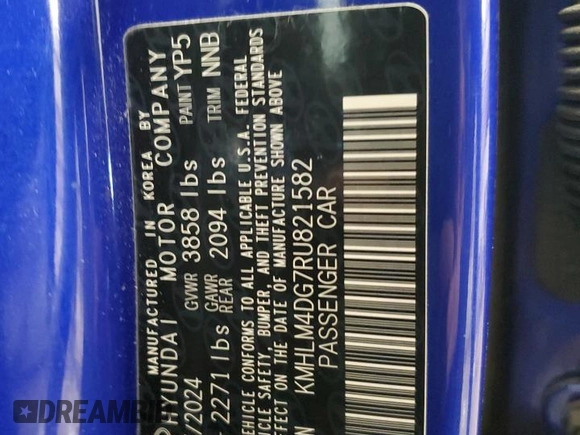 MANUFACTURED IN KOREA BY
HYUNDAI MOTOR COMPANY
/2024 GVWR 3858 lbs PAINT YP5
2271 lbs GAWR REAR 2094 lbs TRIM NNB
VEHICLE CONFORMS TO ALL APPLICABLE U.S.A. FEDERAL
VEHICLE SAFETY, BUMPER, AND THEFT PREVENTION STANDARDS
EFFECT ON THE DATE OF MANUFACTURE SHOWN ABOVE
KMHLM4DG7RU821582
PASSENGER CAR
DREAMBID